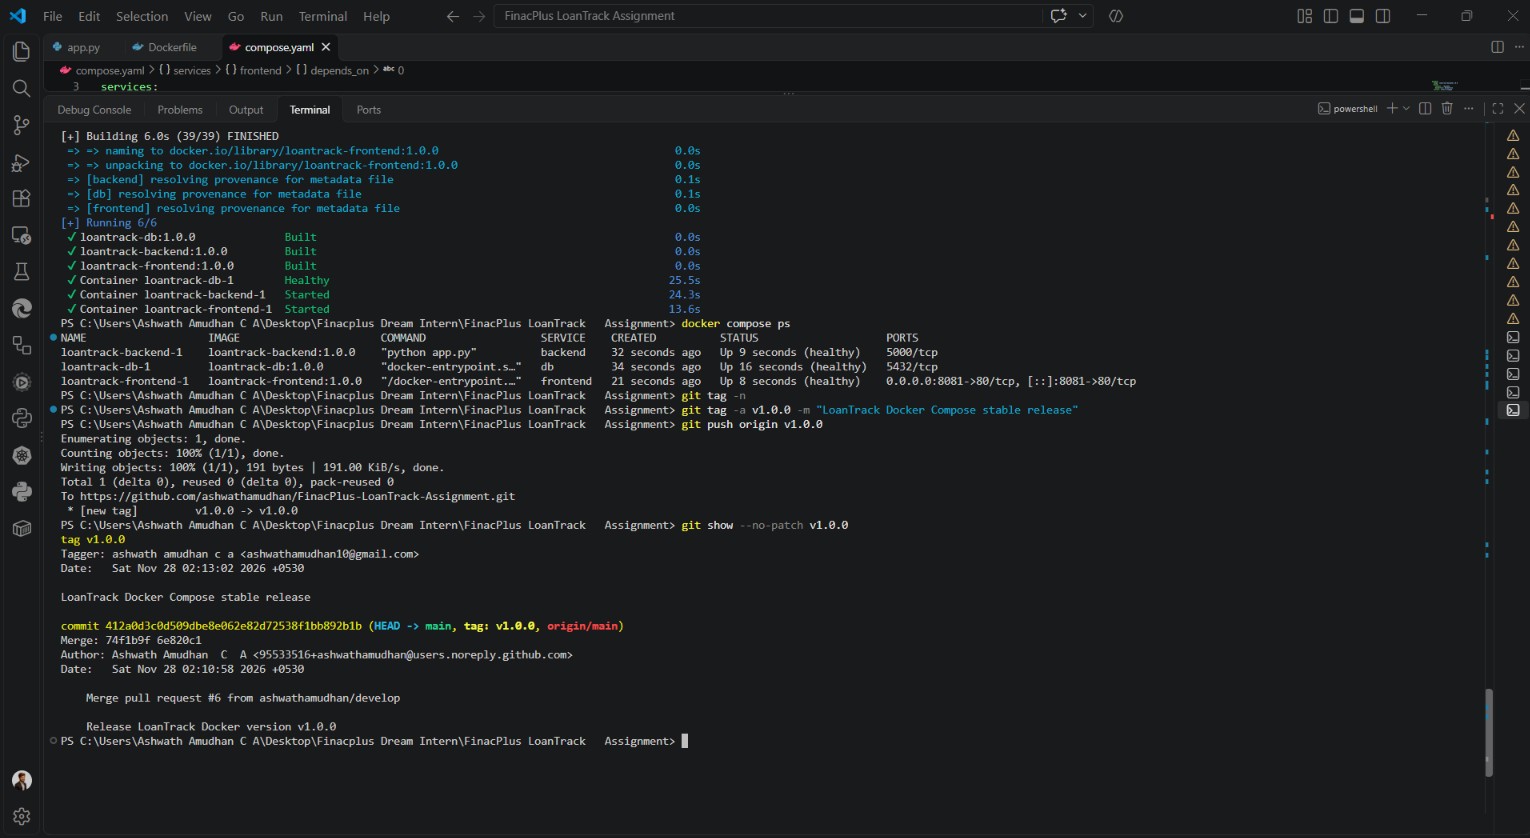 File Edit Selection View Go Run Terminal Help
FinacPlus LoanTrack Assignment
app.py Dockerfile compose.yaml
compose.yaml > {} services > {} frontend > [] depends_on > abc 0
3 services:
Debug Console Problems Output Terminal Ports
powershell
[+] Building 6.0s (39/39) FINISHED
=> => naming to docker.io/library/loantrack-frontend:1.0.0 0.0s
=> => unpacking to docker.io/library/loantrack-frontend:1.0.0 0.0s
=> [backend] resolving provenance for metadata file 0.1s
=> [db] resolving provenance for metadata file 0.1s
=> [frontend] resolving provenance for metadata file 0.0s
[+] Running 6/6
✓ loantrack-db:1.0.0 Built 0.0s
✓ loantrack-backend:1.0.0 Built 0.0s
✓ loantrack-frontend:1.0.0 Built 0.0s
✓ Container loantrack-db-1 Healthy 25.5s
✓ Container loantrack-backend-1 Started 24.3s
✓ Container loantrack-frontend-1 Started 13.6s
PS C:\Users\Ashwath Amudhan C A\Desktop\Finacplus Dream Intern\FinacPlus LoanTrack   Assignment> docker compose ps
NAME IMAGE COMMAND SERVICE CREATED STATUS PORTS
loantrack-backend-1 loantrack-backend:1.0.0 "python app.py" backend 32 seconds ago Up 9 seconds (healthy) 5000/tcp
loantrack-db-1 loantrack-db:1.0.0 "docker-entrypoint.s…" db 34 seconds ago Up 16 seconds (healthy) 5432/tcp
loantrack-frontend-1 loantrack-frontend:1.0.0 "/docker-entrypoint.…" frontend 21 seconds ago Up 8 seconds (healthy) 0.0.0.0:8081->80/tcp, [::]:8081->80/tcp
PS C:\Users\Ashwath Amudhan C A\Desktop\Finacplus Dream Intern\FinacPlus LoanTrack   Assignment> git tag -n
PS C:\Users\Ashwath Amudhan C A\Desktop\Finacplus Dream Intern\FinacPlus LoanTrack   Assignment> git tag -a v1.0.0 -m "LoanTrack Docker Compose stable release"
PS C:\Users\Ashwath Amudhan C A\Desktop\Finacplus Dream Intern\FinacPlus LoanTrack   Assignment> git push origin v1.0.0
Enumerating objects: 1, done.
Counting objects: 100% (1/1), done.
Writing objects: 100% (1/1), 191 bytes | 191.00 KiB/s, done.
Total 1 (delta 0), reused 0 (delta 0), pack-reused 0
To https://github.com/ashwathamudhan/FinacPlus-LoanTrack-Assignment.git
* [new tag] v1.0.0 -> v1.0.0
PS C:\Users\Ashwath Amudhan C A\Desktop\Finacplus Dream Intern\FinacPlus LoanTrack   Assignment> git show --no-patch v1.0.0
tag v1.0.0
Tagger: ashwath amudhan c a <ashwathamudhan10@gmail.com>
Date:   Sat Nov 28 02:13:02 2026 +0530
LoanTrack Docker Compose stable release
commit 412a0d3c0d509dbe8e062e82d72538f1bb892b1b (HEAD -> main, tag: v1.0.0, origin/main)
Merge: 74f1b9f 6e820c1
Author: Ashwath Amudhan  C  A <95533516+ashwathamudhan@users.noreply.github.com>
Date:   Sat Nov 28 02:10:58 2026 +0530
Merge pull request #6 from ashwathamudhan/develop
Release LoanTrack Docker version v1.0.0
PS C:\Users\Ashwath Amudhan C A\Desktop\Finacplus Dream Intern\FinacPlus LoanTrack   Assignment>